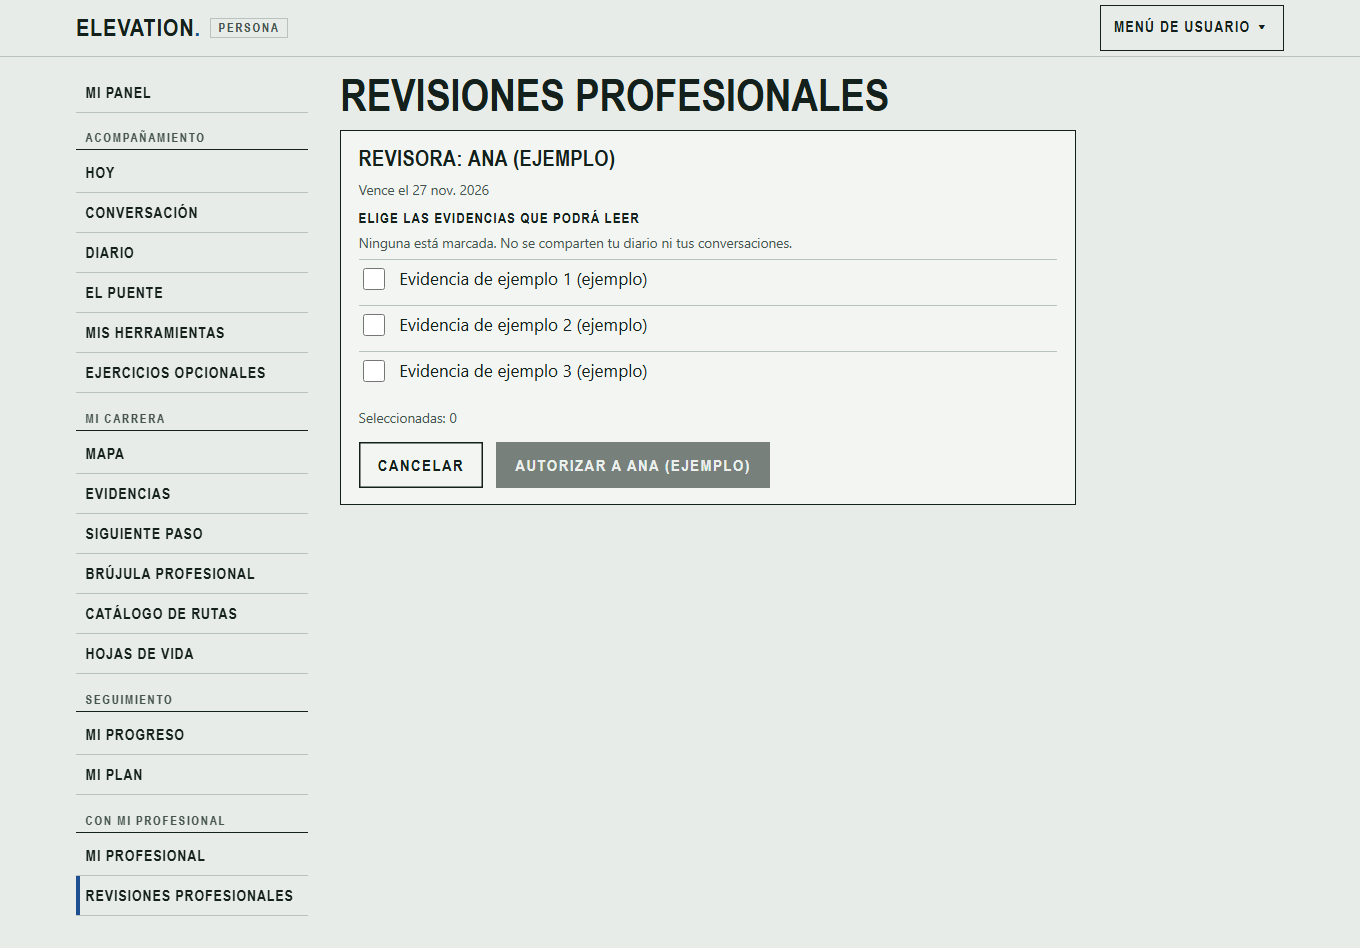 ELEVATION.
PERSONA
MENÚ DE USUARIO
MI PANEL
ACOMPAÑAMIENTO
HOY
CONVERSACIÓN
DIARIO
EL PUENTE
MIS HERRAMIENTAS
EJERCICIOS OPCIONALES
MI CARRERA
MAPA
EVIDENCIAS
SIGUIENTE PASO
BRÚJULA PROFESIONAL
CATÁLOGO DE RUTAS
HOJAS DE VIDA
SEGUIMIENTO
MI PROGRESO
MI PLAN
CON MI PROFESIONAL
MI PROFESIONAL
REVISIONES PROFESIONALES
REVISIONES PROFESIONALES
REVISORA: ANA (EJEMPLO)
Vence el 27 nov. 2026
ELIGE LAS EVIDENCIAS QUE PODRÁ LEER
Ninguna está marcada. No se comparten tu diario ni tus conversaciones.
Evidencia de ejemplo 1 (ejemplo)
Evidencia de ejemplo 2 (ejemplo)
Evidencia de ejemplo 3 (ejemplo)
Seleccionadas: 0
CANCELAR
AUTORIZAR A ANA (EJEMPLO)